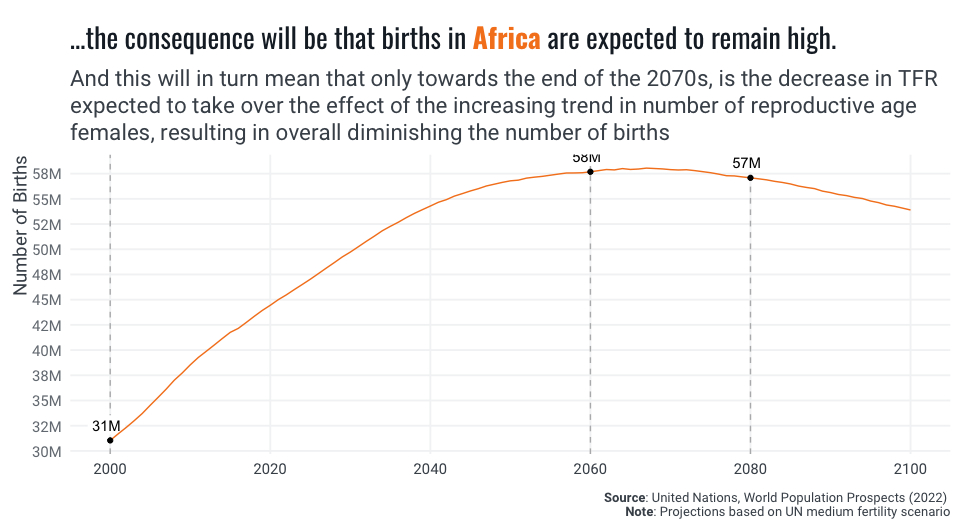 ...the consequence will be that births in Africa are expected to remain high.
And this will in turn mean that only towards the end of the 2070s, is the decrease in TFR
expected to take over the effect of the increasing trend in number of reproductive age
females, resulting in overall diminishing the number of births
Number of Births
58M
55M
52M
50M
48M
45M
42M
40M
38M
35M
32M
30M
31M
58M
57M
2000
2020
2040
2060
2080
2100
Source: United Nations, World Population Prospects (2022)
Note: Projections based on UN medium fertility scenario